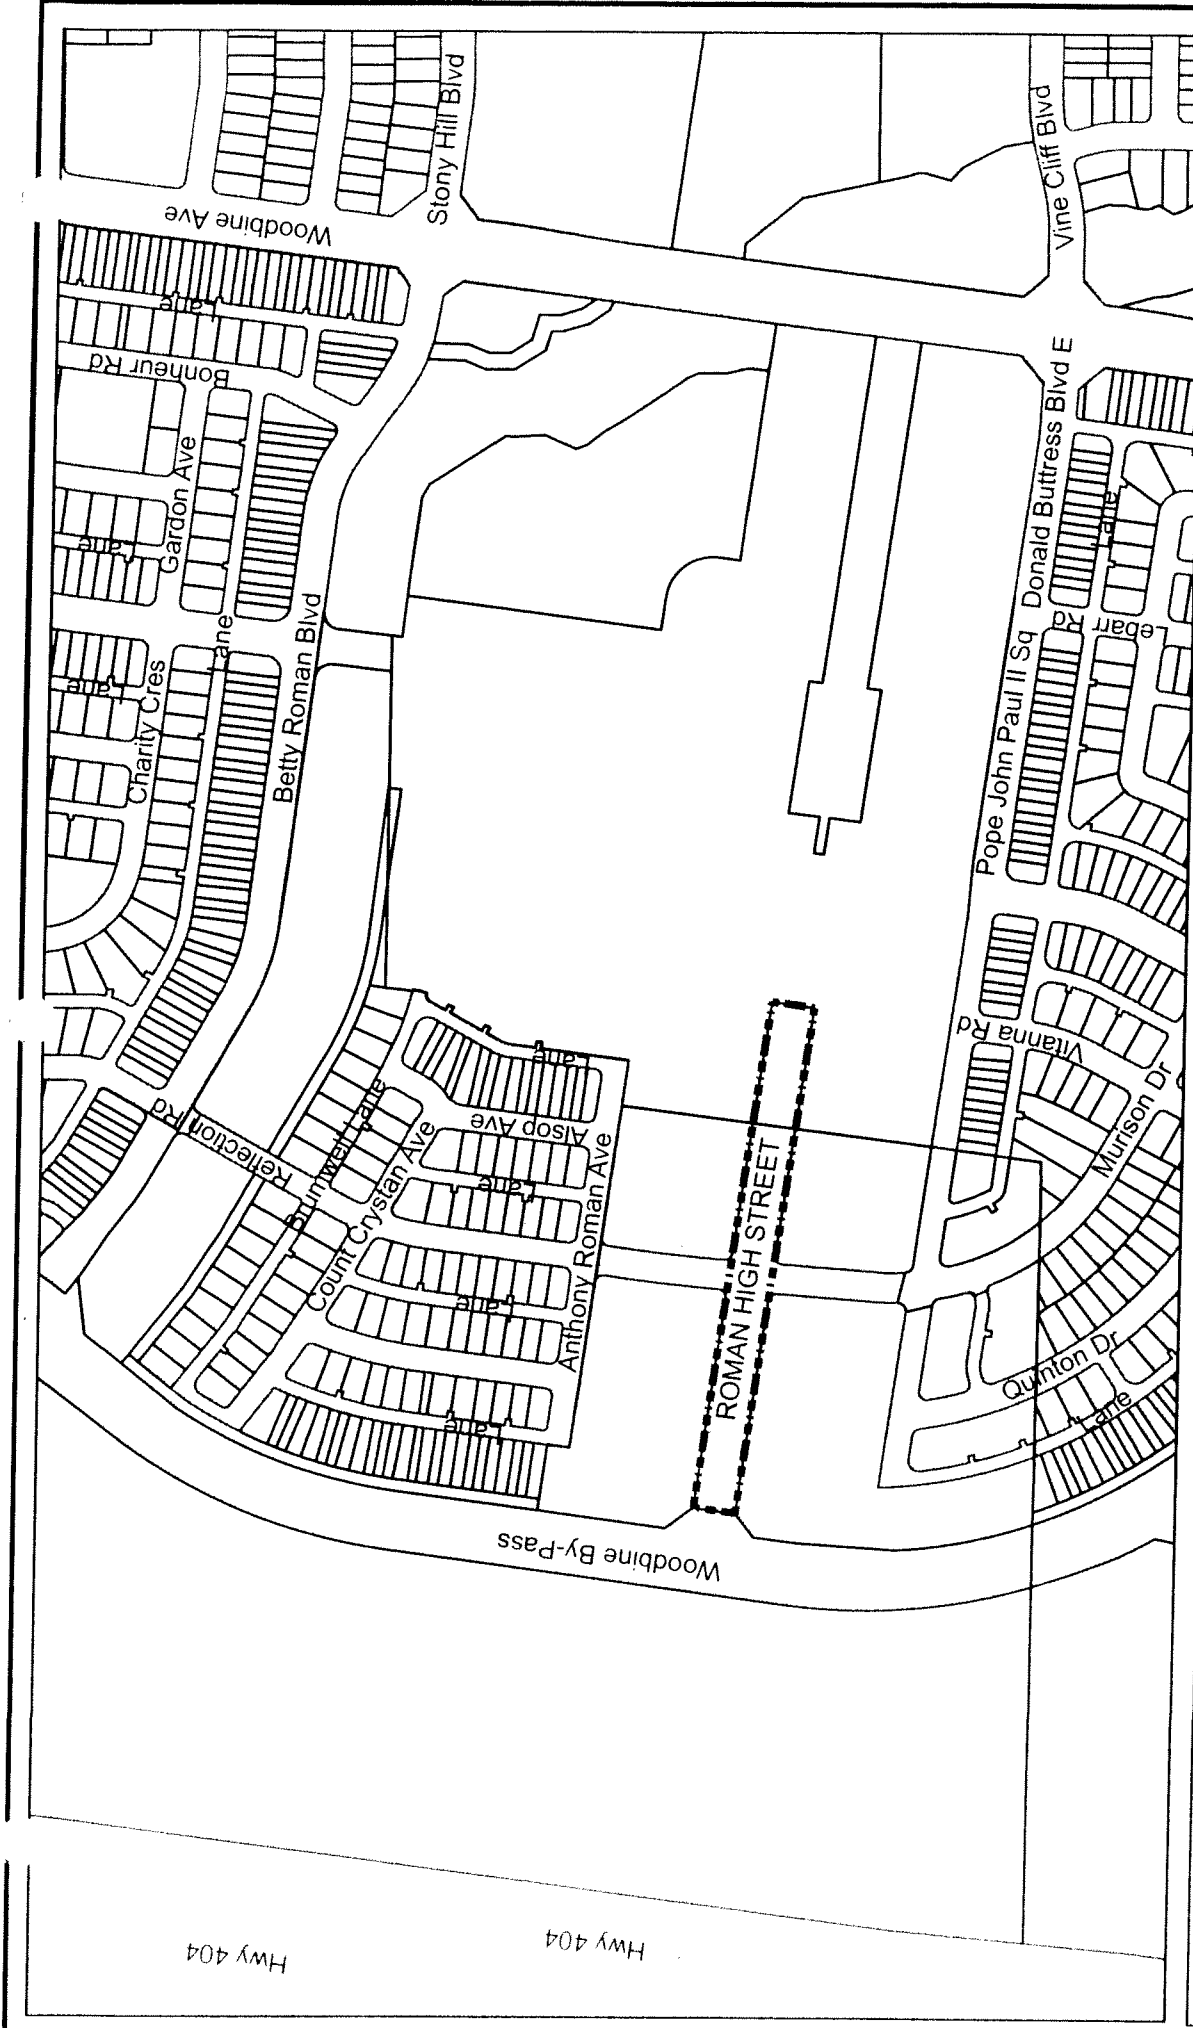 Stony Hill Blvd
Vine Cliff Blvd
Woodbine Ave
Lane
Bonheur Rd
Donald Buttress Blvd E
Gardon Ave
Lane
Lane
Lebarr Rd
Lane
Betty Roman Blvd
Pope John Paul II Sq
Charity Cres
Lane
Vitanna Rd
Lane
Murison Dr
Reflection Rd
Brumwell Lane
Alsop Ave
Count Crystan Ave
Lane
Anthony Roman Ave
ROMAN HIGH STREET
Lane
Quinton Dr
Lane
Lane
Woodbine By-Pass
Hwy 404
Hwy 404